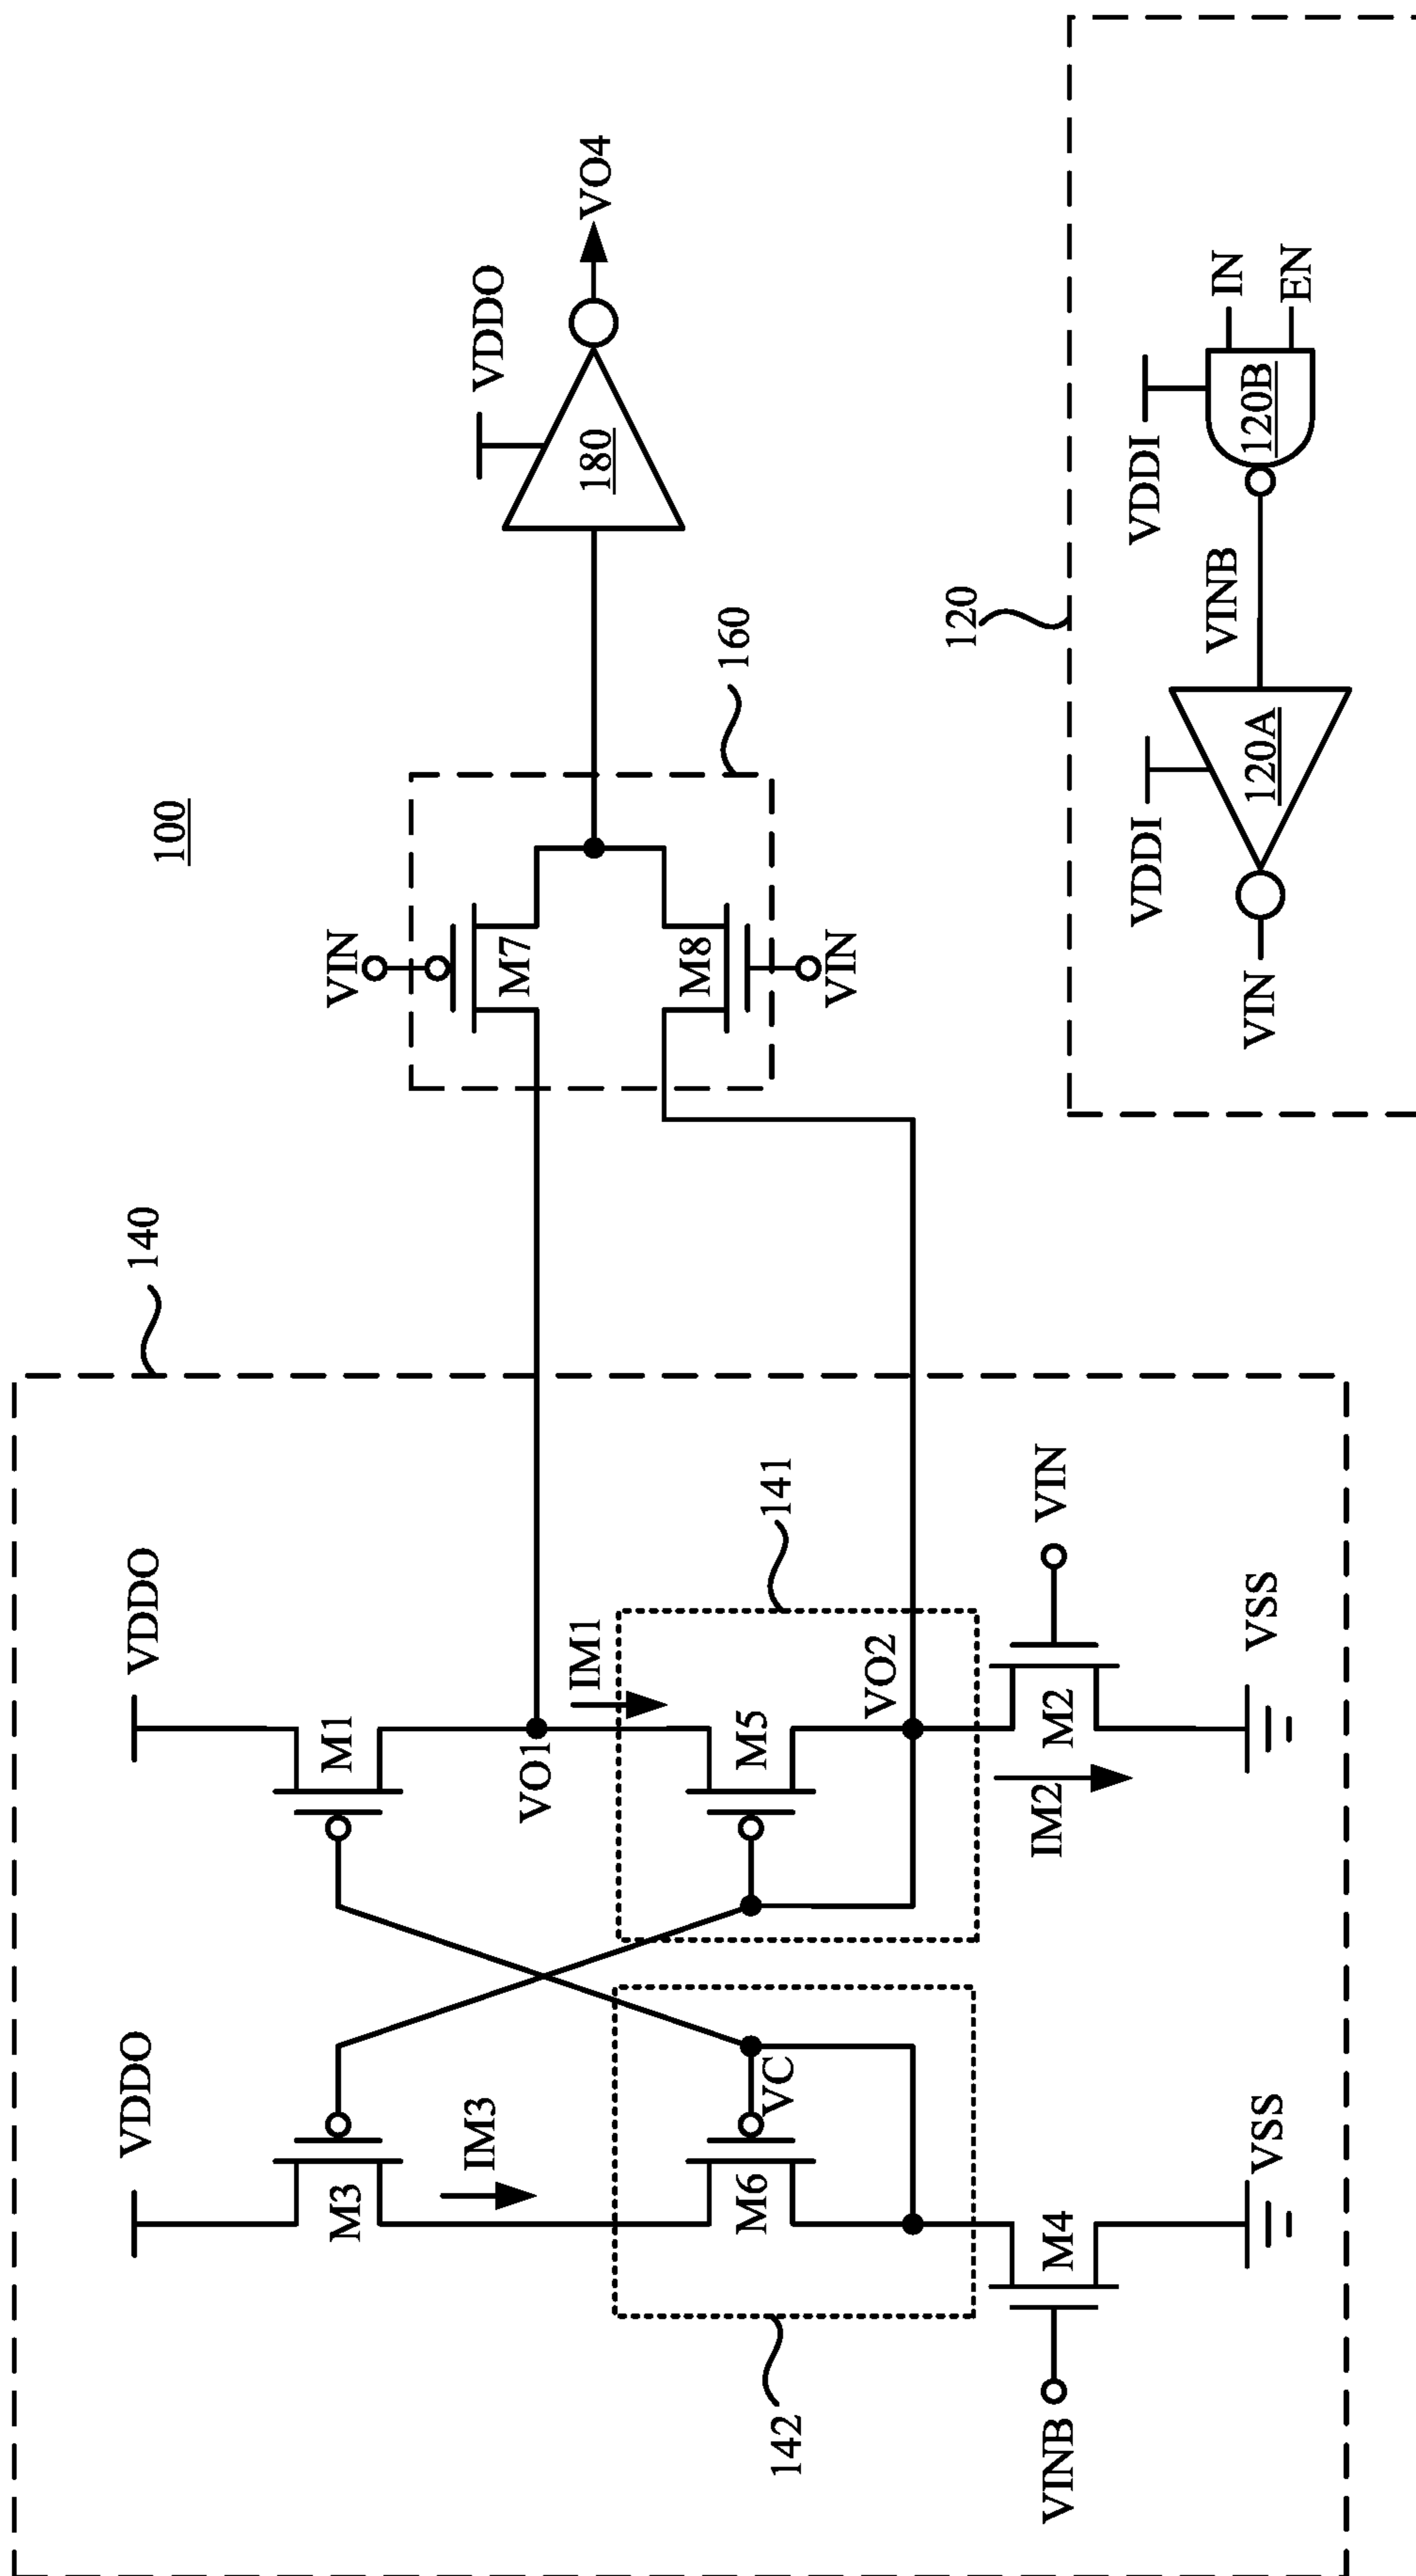 100
140
VDDO
VDDO
M3
M1
IM3
VO1
IM1
142
M6
VC
M5
141
VO2
VINB
M4
M2
IM2
VIN
VSS
VSS
VIN
M7
M8
VIN
160
VDDO
180
VO4
120
VDDI
VDDI
VIN
120A
VINB
120B
IN
EN